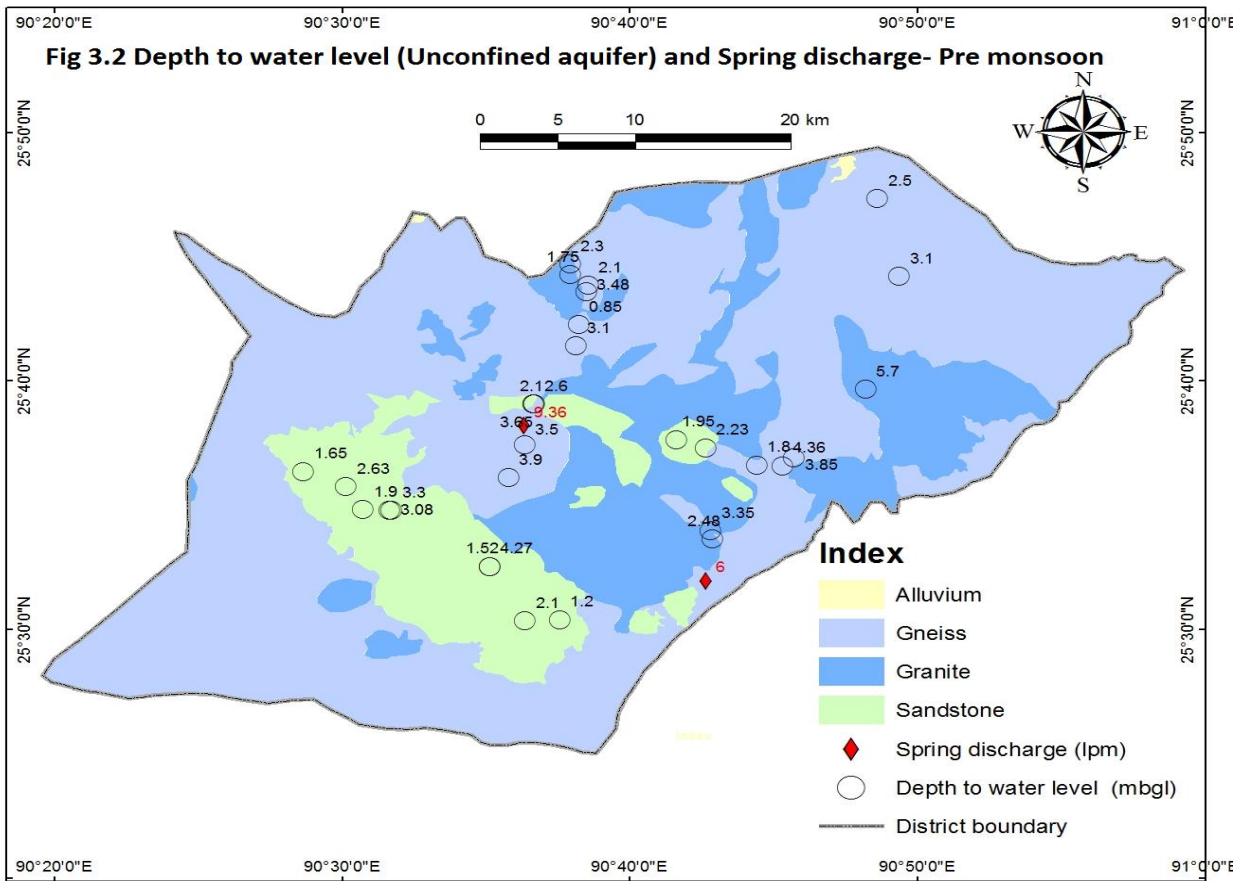 90°20'0"E 90°30'0"E 90°40'0"E 90°50'0"E 91°0'0"E
Fig 3.2 Depth to water level (Unconfined aquifer) and Spring discharge- Pre monsoon
N
W E
S
0 5 10 20 km
25°50'0"N 25°50'0"N
2.5
2.3
1.75
2.1
3.1
3.48
0.85
3.1
25°40'0"N 25°40'0"N
5.7
2.12.6
9.36
3.65
3.5
1.95
2.23
1.84.36
3.85
3.9
1.65
2.63
1.9 3.3
3.08
3.35
2.48
1.524.27
6
2.1 1.2
25°30'0"N 25°30'0"N
Index
Alluvium
Gneiss
Granite
Sandstone
Spring discharge (lpm)
Depth to water level (mbgl)
District boundary
Index
90°20'0"E 90°30'0"E 90°40'0"E 90°50'0"E 91°0'0"E